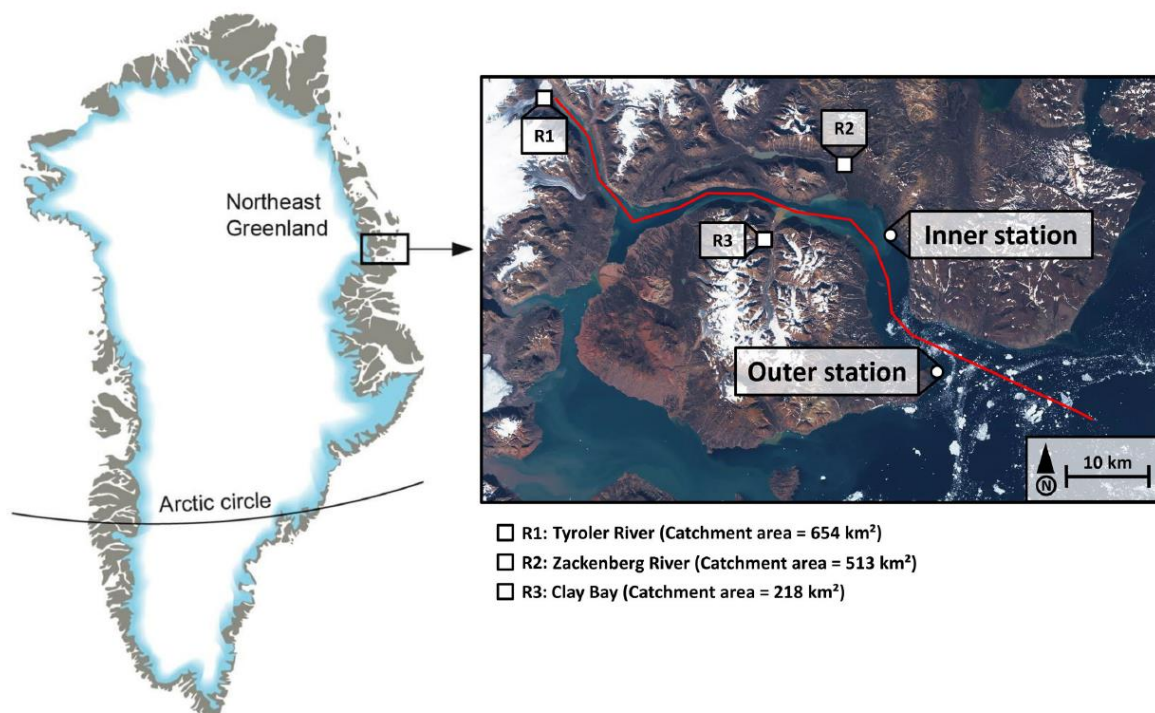 Northeast
Greenland
Arctic circle
R1
R2
R3
Inner station
Outer station
10 km
N
R1: Tyroler River (Catchment area = 654 km²)
R2: Zackenberg River (Catchment area = 513 km²)
R3: Clay Bay (Catchment area = 218 km²)